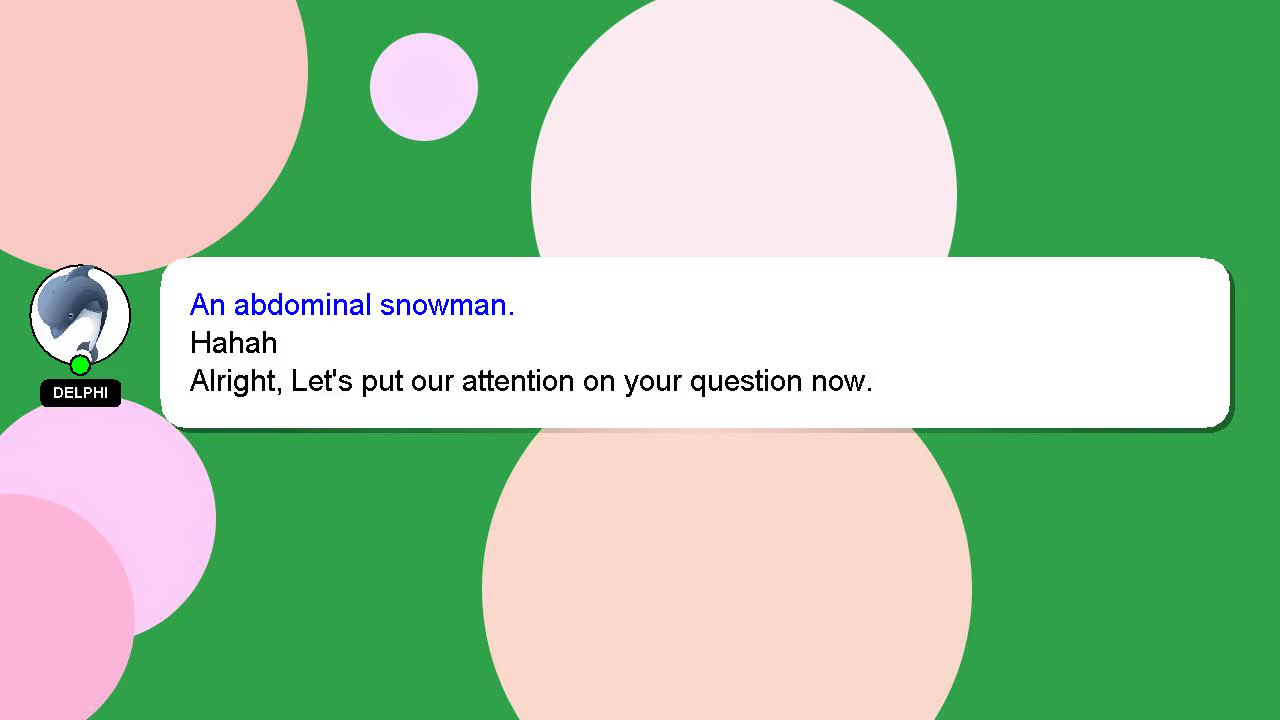 An abdominal snowman.
Hahah
Alright, Let's put our attention on your question now.
DELPHI